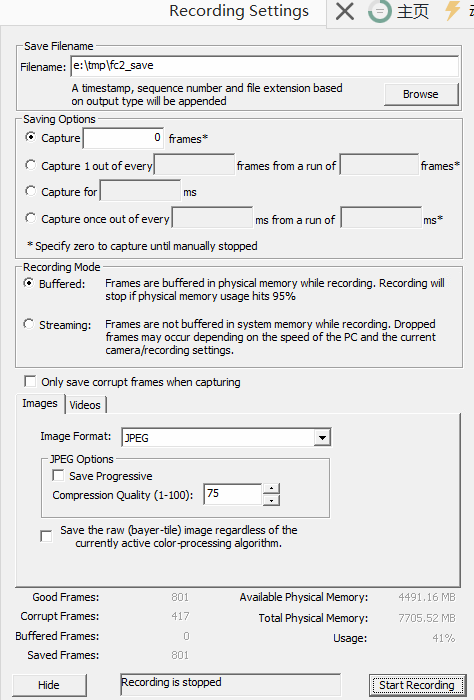 Recording Settings
主页
Save Filename
Filename: e:\tmp\fc2_save
A timestamp, sequence number and file extension based
on output type will be appended
Browse
Saving Options
Capture 0 frames*
Capture 1 out of every frames from a run of frames*
Capture for ms
Capture once out of every ms from a run of ms*
*Specify zero to capture until manually stopped
Recording Mode
Buffered: Frames are buffered in physical memory while recording. Recording will
stop if physical memory usage hits 95%
Streaming: Frames are not buffered in system memory while recording. Dropped
frames may occur depending on the speed of the PC and the current
camera/recording settings.
Only save corrupt frames when capturing
Images Videos
Image Format: JPEG
JPEG Options
Save Progressive
Compression Quality (1-100): 75
Save the raw (bayer-tile) image regardless of the
currently active color-processing algorithm.
Good Frames: 801 Available Physical Memory: 4491.16 MB
Corrupt Frames: 417 Total Physical Memory: 7705.52 MB
Buffered Frames: 0 Usage: 41%
Saved Frames: 801
Hide Recording is stopped Start Recording